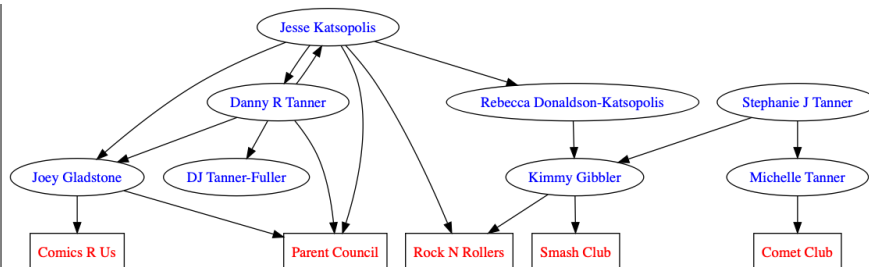 Jesse Katsopolis
Danny R Tanner
Rebecca Donaldson-Katsopolis
Stephanie J Tanner
Joey Gladstone
DJ Tanner-Fuller
Kimmy Gibbler
Michelle Tanner
Comics R Us
Parent Council
Rock N Rollers
Smash Club
Comet Club